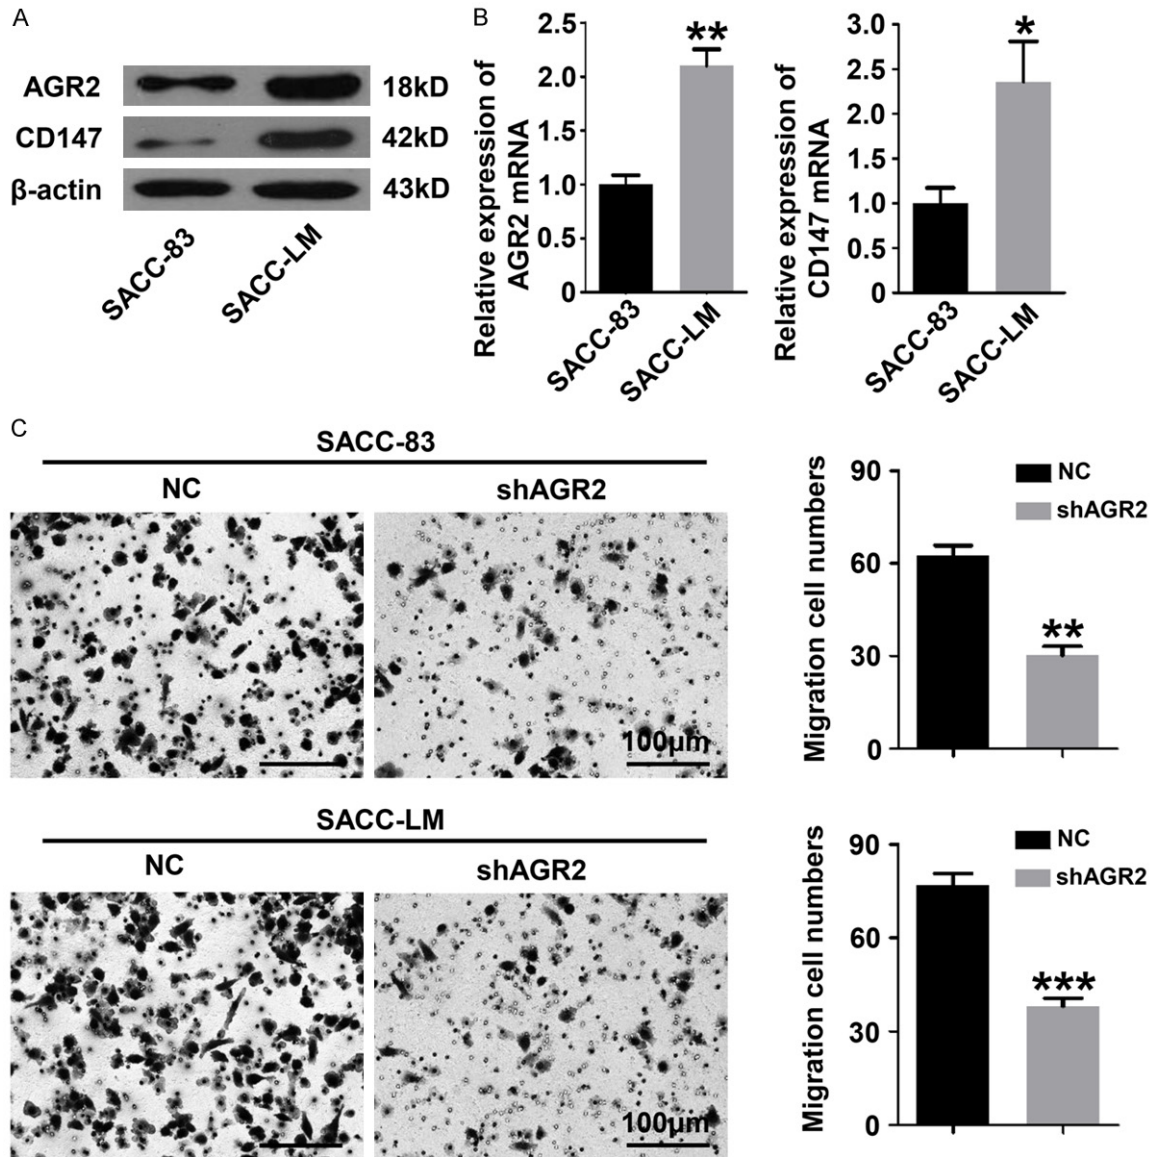 A
AGR2
18kD
CD147
42kD
β-actin
43kD
SACC-83
SACC-LM
B
Relative expression of
AGR2 mRNA
2.5
2.0
1.5
1.0
0.5
0
**
SACC-83
SACC-LM
Relative expression of
CD147 mRNA
3.0
2.5
2.0
1.5
1.0
0.5
0
*
SACC-83
SACC-LM
C
SACC-83
NC
shAGR2
100μm
Migration cell numbers
90
60
30
0
NC
shAGR2
**
SACC-LM
NC
shAGR2
100μm
Migration cell numbers
90
60
30
0
NC
shAGR2
***